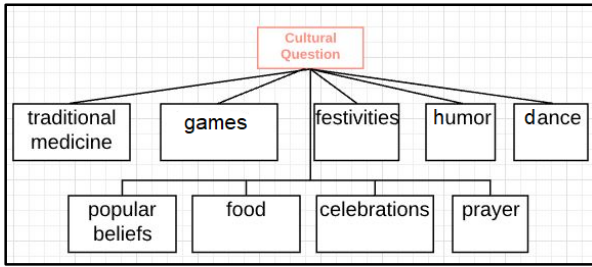 Cultural
Question
traditional
medicine
games
festivities
humor
dance
popular
beliefs
food
celebrations
prayer